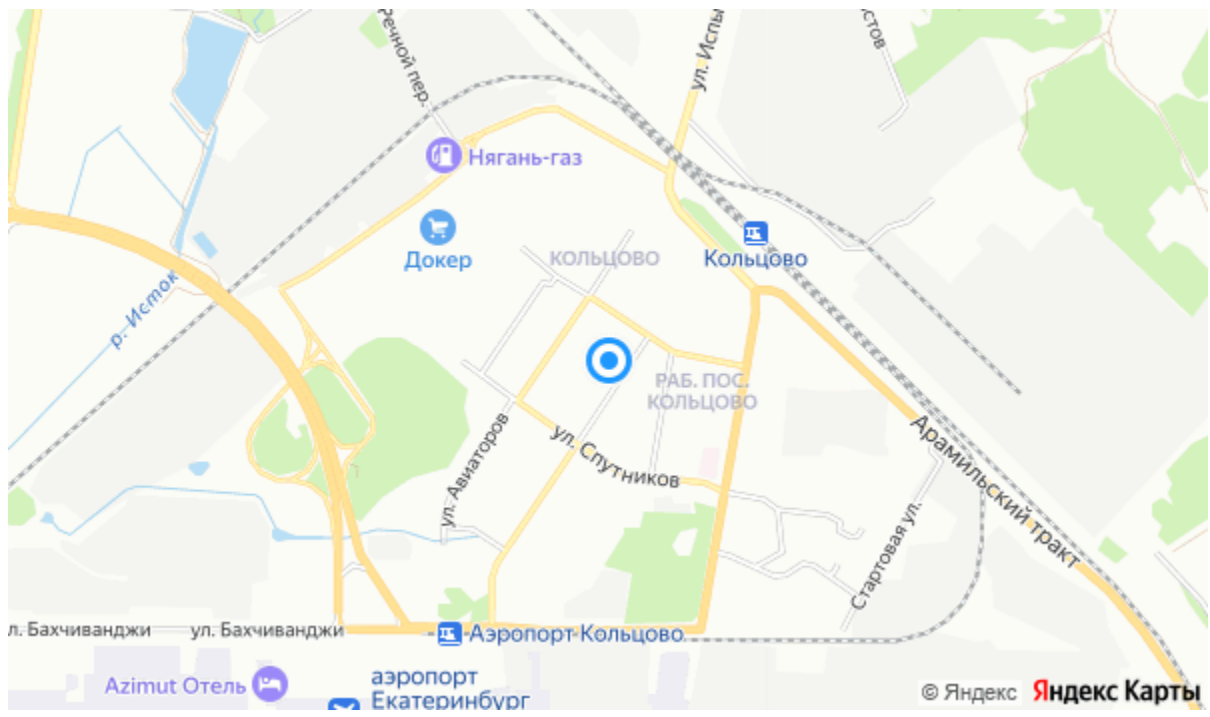 Речной пер.
ул. Испы
стов
Нягань-газ
Докер
КОЛЬЦОВО
Кольцово
р. Исток
РАБ. ПОС.
КОЛЬЦОВО
ул. Авиаторов
ул. Спутников
Арамильский тракт
Стартовая ул.
л. Бахчиванджи
ул. Бахчиванджи
Аэропорт Кольцово
Azimut Отель
аэропорт
Екатеринбург
© Яндекс Яндекс Карты